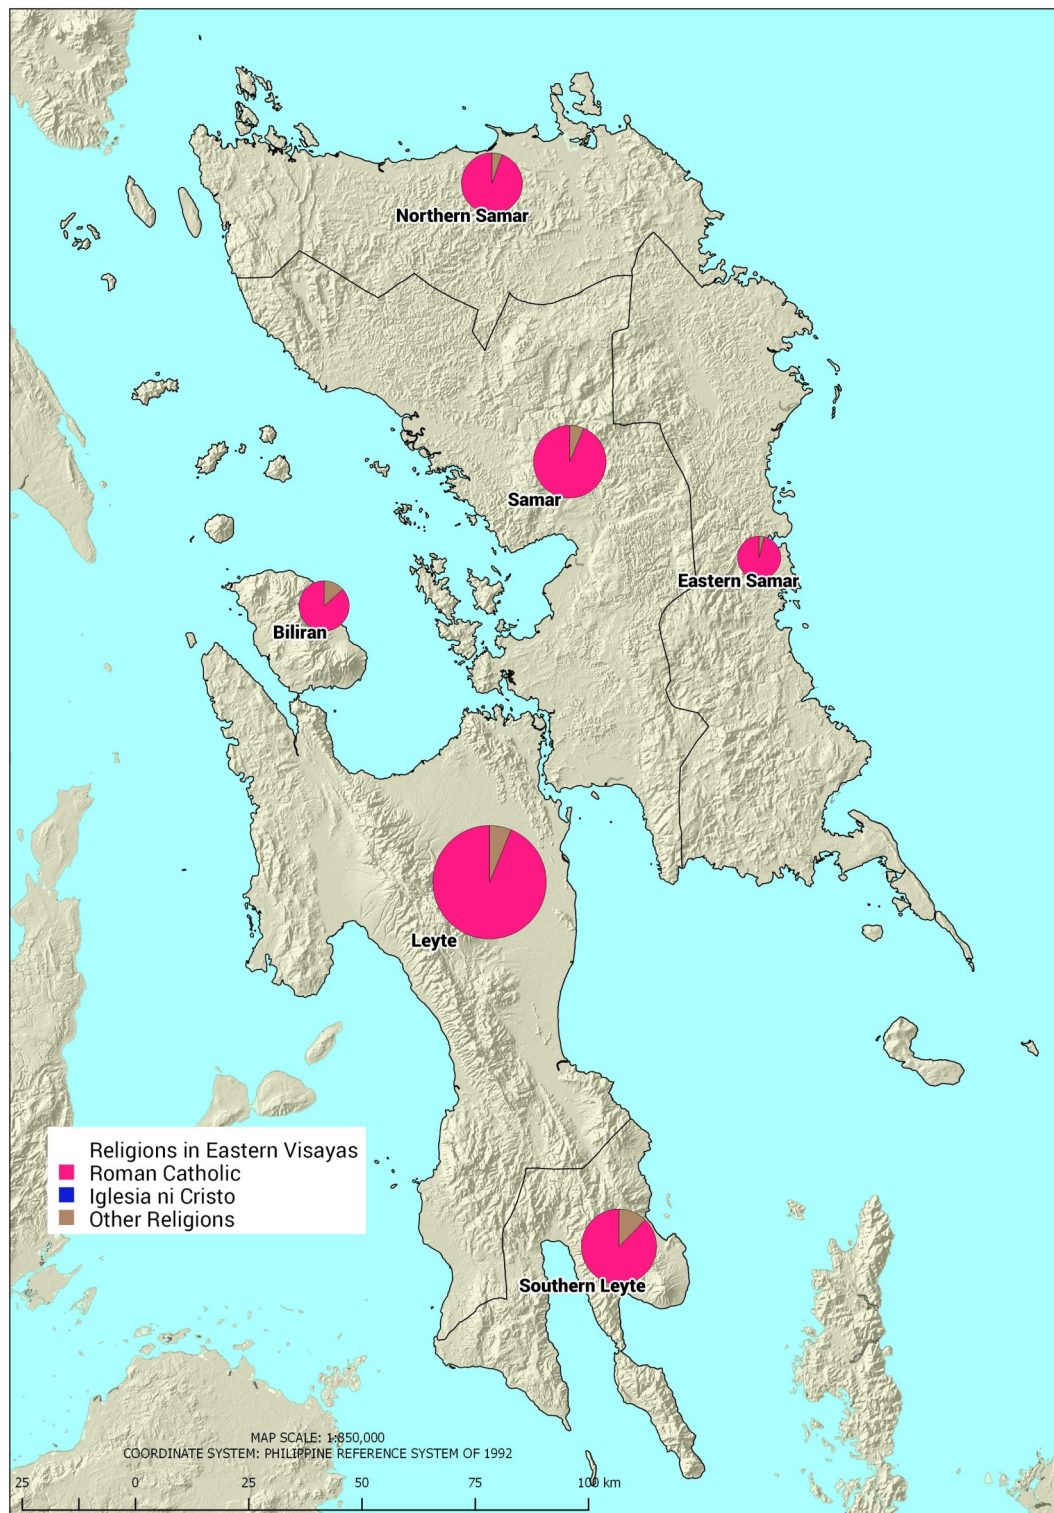 Northern Samar
Samar
Eastern Samar
Biliran
Leyte
Religions in Eastern Visayas
Roman Catholic
Iglesia ni Cristo
Other Religions
Southern Leyte
MAP SCALE: 1:850,000
COORDINATE SYSTEM: PHILIPPINE REFERENCE SYSTEM OF 1992
25 0 25 50 75 100 km